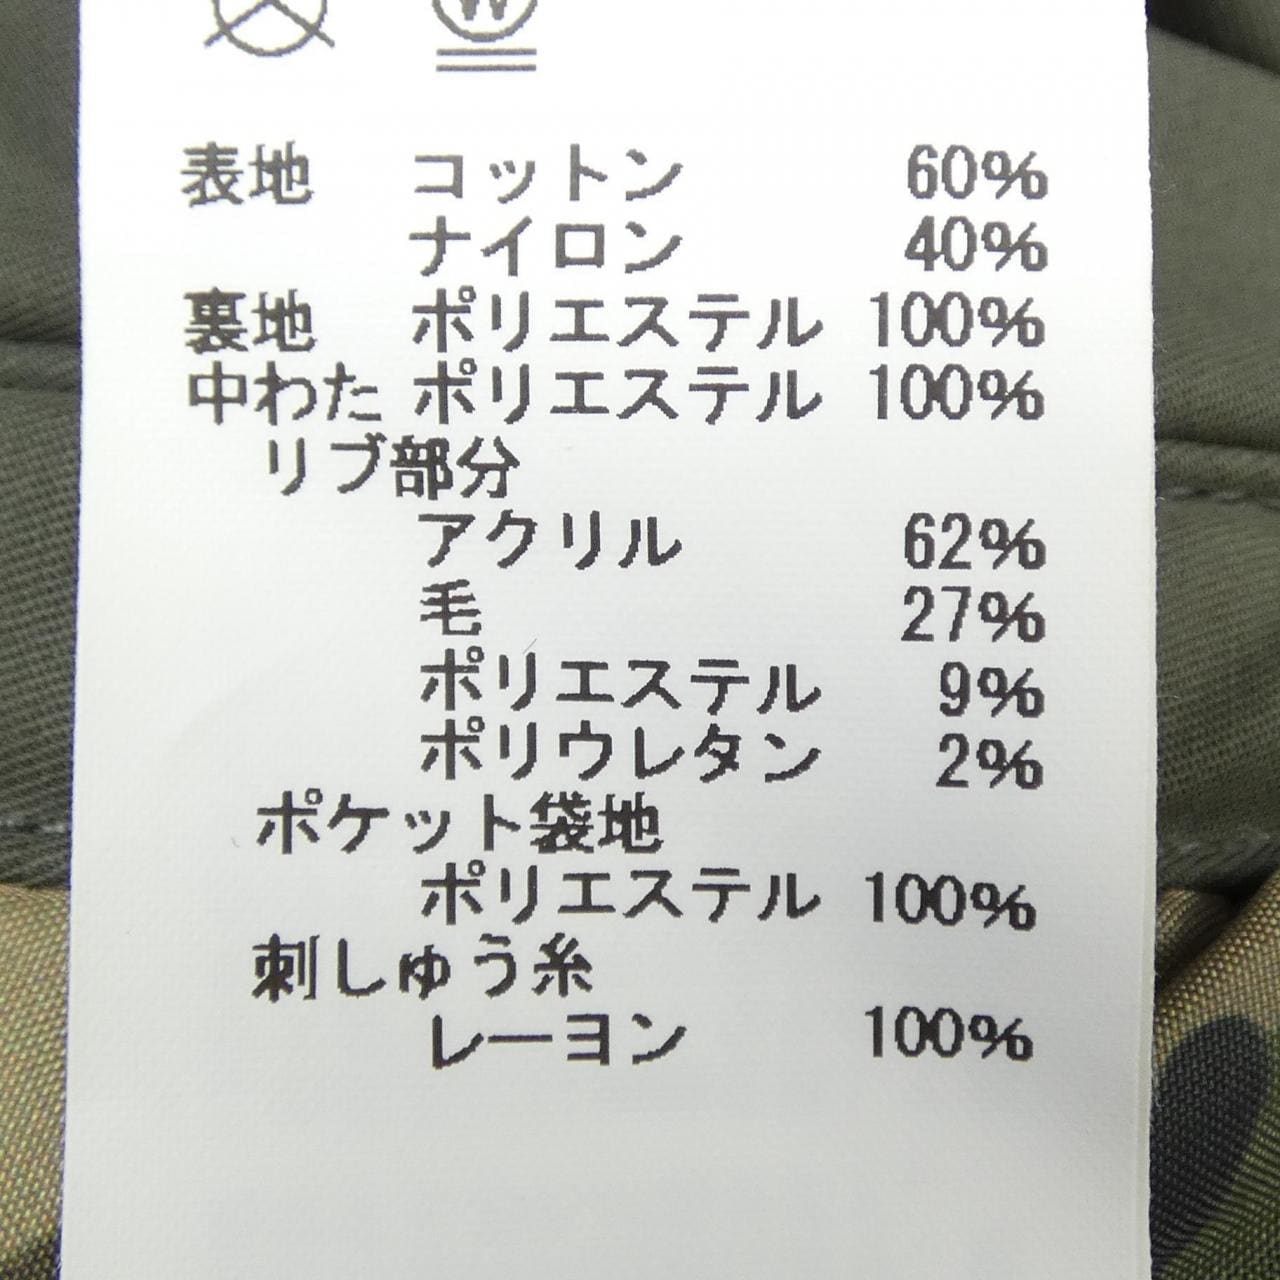 W
表地 コットン 60%
ナイロン 40%
裏地 ポリエステル 100%
中わた ポリエステル 100%
リブ部分
アクリル 62%
毛 27%
ポリエステル 9%
ポリウレタン 2%
ポケット袋地
ポリエステル 100%
刺しゅう糸
レーヨン 100%